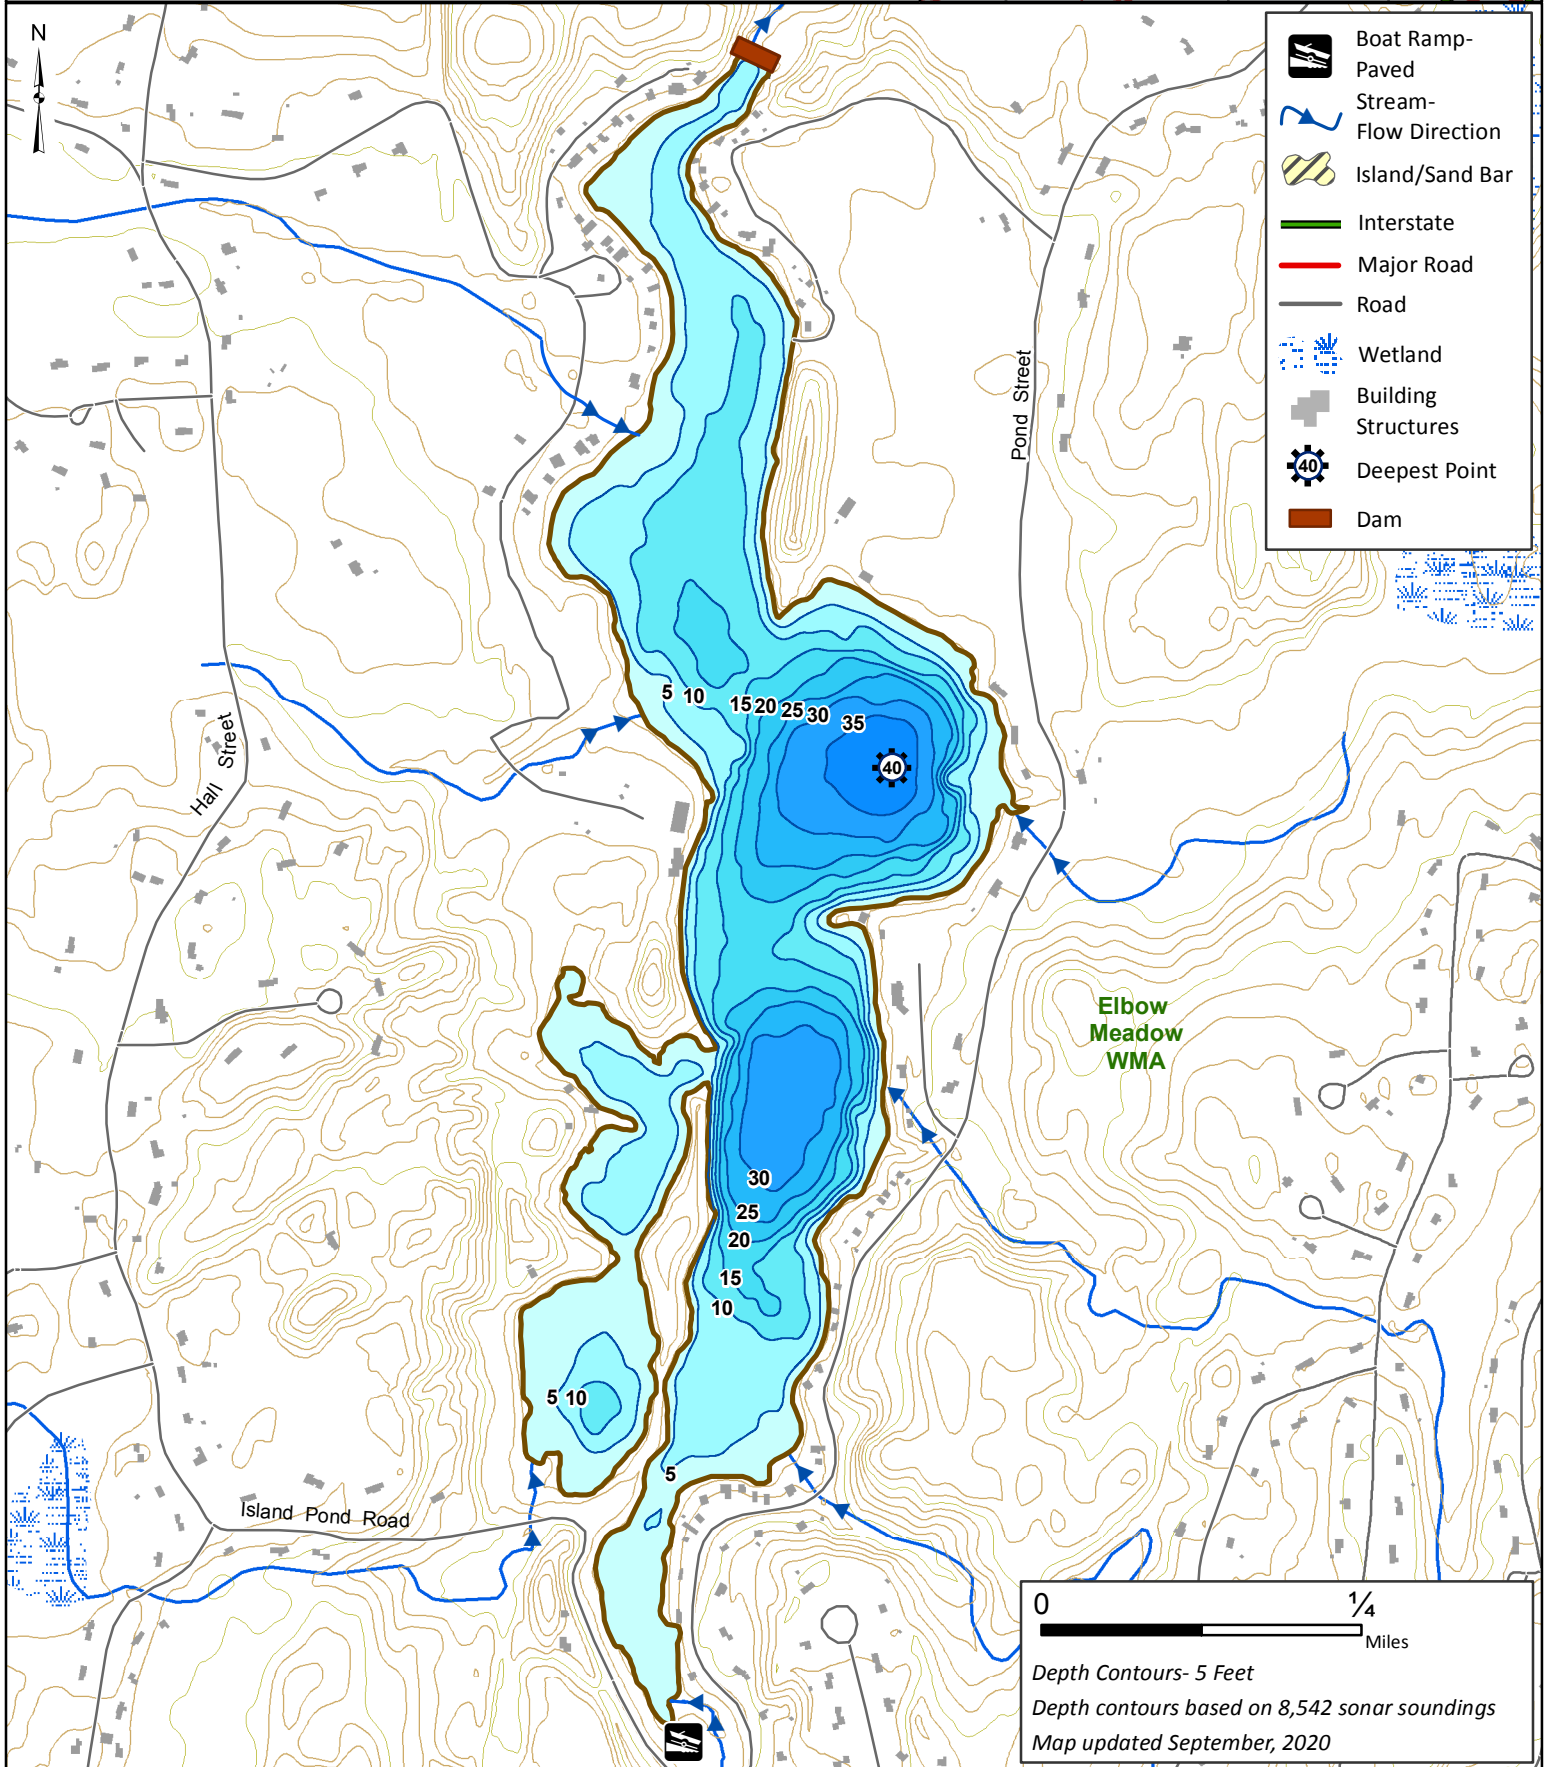 N
Boat Ramp-
Paved
Stream-
Flow Direction
Island/Sand Bar
Interstate
Major Road
Road
Wetland
Building
Structures
40
Deepest Point
Dam
Pond Street
Hall Street
5 10 15 20 25 30 35
40
Elbow
Meadow
WMA
30
25
20
15
10
5 10
5
Island Pond Road
0 ¼
Miles
Depth Contours- 5 Feet
Depth contours based on 8,542 sonar soundings
Map updated September, 2020